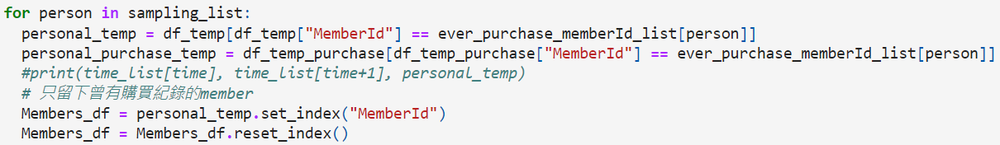 for person in sampling_list:
  personal_temp = df_temp[df_temp["MemberId"] == ever_purchase_memberId_list[person]]
  personal_purchase_temp = df_temp_purchase[df_temp_purchase["MemberId"] == ever_purchase_memberId_list[person]]
  #print(time_list[time], time_list[time+1], personal_temp)
  # 只留下曾有購買紀錄的member
  Members_df = personal_temp.set_index("MemberId")
  Members_df = Members_df.reset_index()